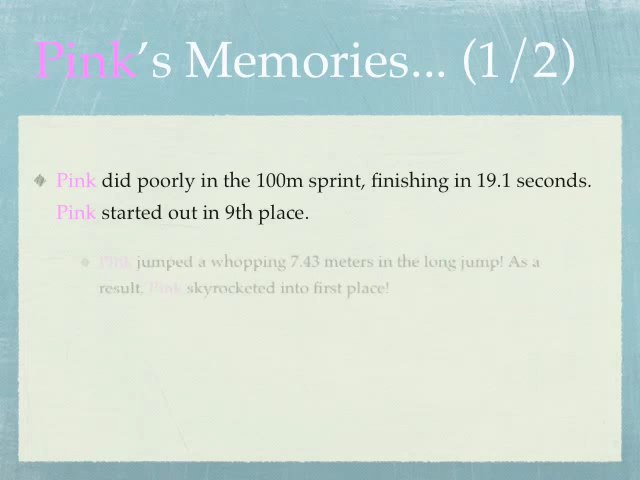 Pink's Memories... (1/2)
Pink did poorly in the 100m sprint, finishing in 19.1 seconds.
Pink started out in 9th place.
Pink jumped a whopping 7.43 meters in the long jump! As a
result, Pink skyrocketed into first place!